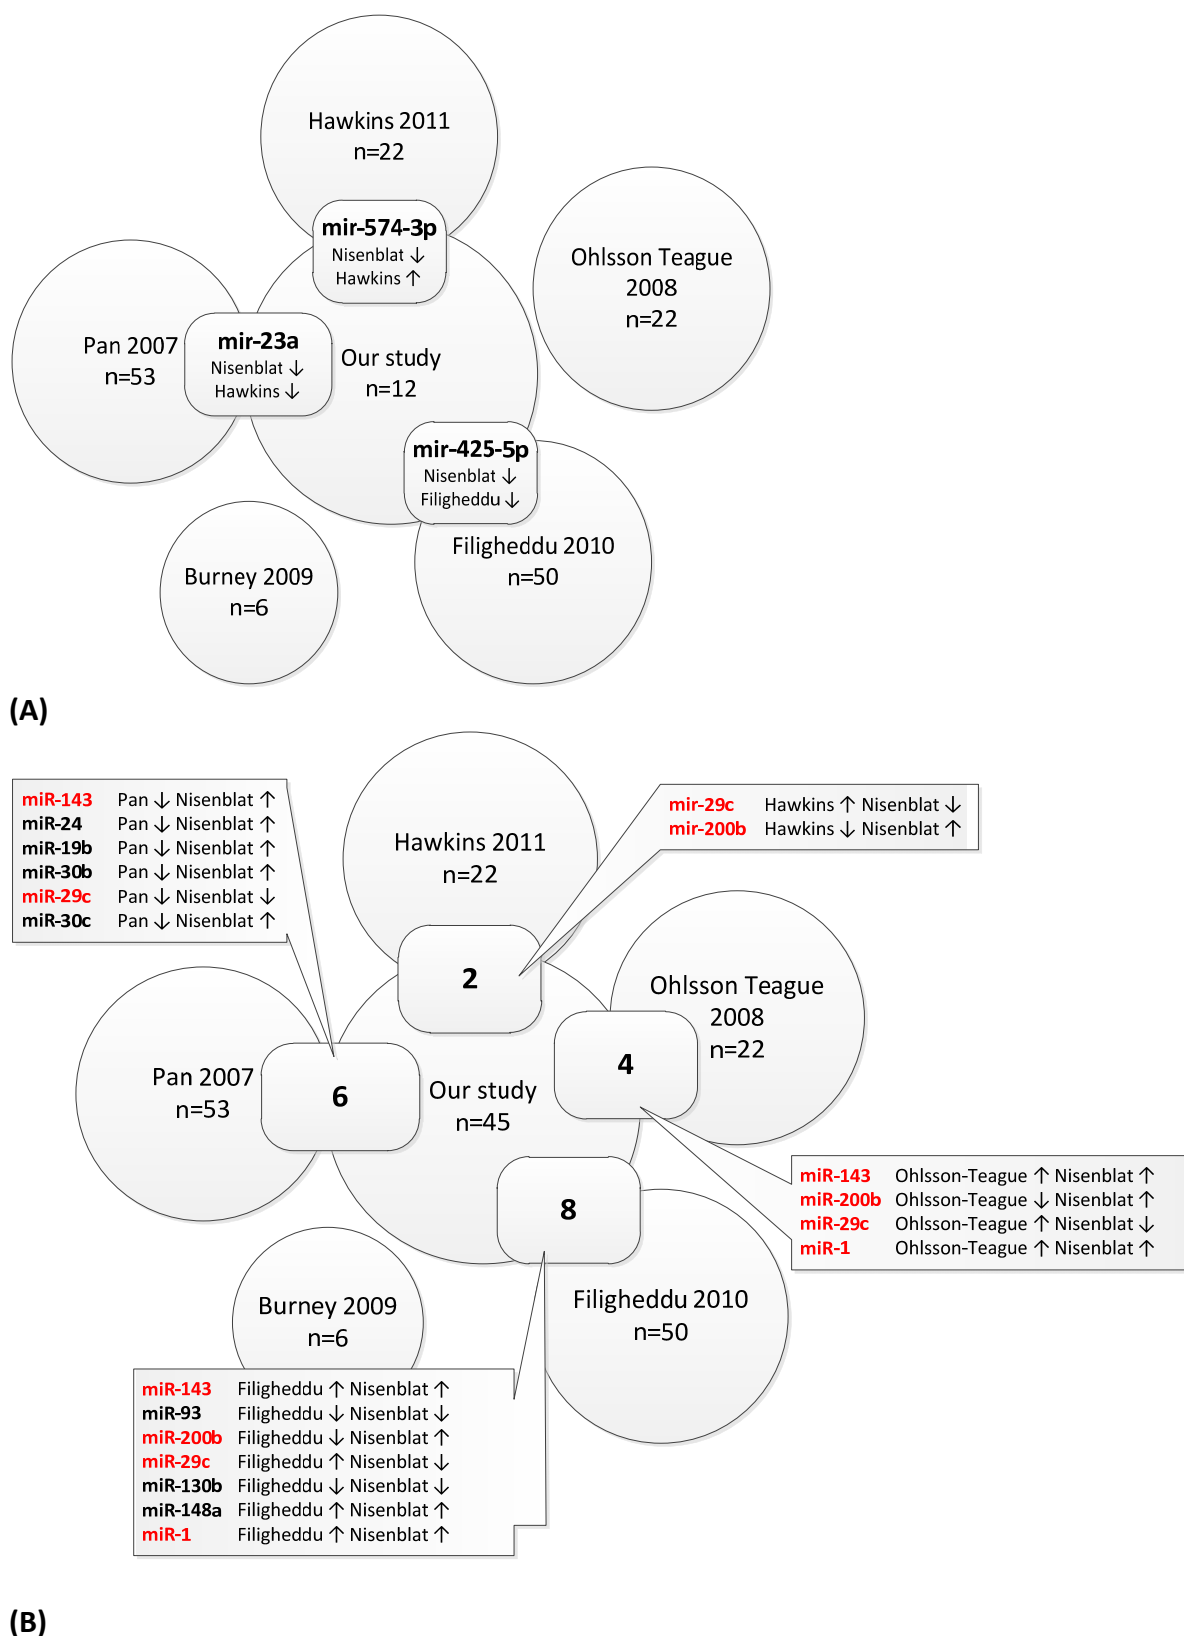 Hawkins 2011
n=22
mir-574-3p
Nisenblat ↓
Hawkins ↑
Ohlsson Teague
2008
n=22
Pan 2007
n=53
mir-23a
Nisenblat ↓
Hawkins ↓
Our study
n=12
mir-425-5p
Nisenblat ↓
Filigheddu ↓
Filigheddu 2010
n=50
Burney 2009
n=6
(A)
miR-143 Pan ↓ Nisenblat ↑
miR-24 Pan ↓ Nisenblat ↑
miR-19b Pan ↓ Nisenblat ↑
miR-30b Pan ↓ Nisenblat ↑
miR-29c Pan ↓ Nisenblat ↓
miR-30c Pan ↓ Nisenblat ↑
mir-29c Hawkins ↑ Nisenblat ↓
mir-200b Hawkins ↓ Nisenblat ↑
Hawkins 2011
n=22
2
Ohlsson Teague
2008
n=22
4
Pan 2007
n=53
6
Our study
n=45
8
miR-143 Ohlsson-Teague ↑ Nisenblat ↑
miR-200b Ohlsson-Teague ↓ Nisenblat ↑
miR-29c Ohlsson-Teague ↑ Nisenblat ↓
miR-1 Ohlsson-Teague ↑ Nisenblat ↑
Burney 2009
n=6
Filigheddu 2010
n=50
miR-143 Filigheddu ↑ Nisenblat ↑
miR-93 Filigheddu ↓ Nisenblat ↓
miR-200b Filigheddu ↓ Nisenblat ↑
miR-29c Filigheddu ↑ Nisenblat ↓
miR-130b Filigheddu ↓ Nisenblat ↓
miR-148a Filigheddu ↑ Nisenblat ↑
miR-1 Filigheddu ↑ Nisenblat ↑
(B)